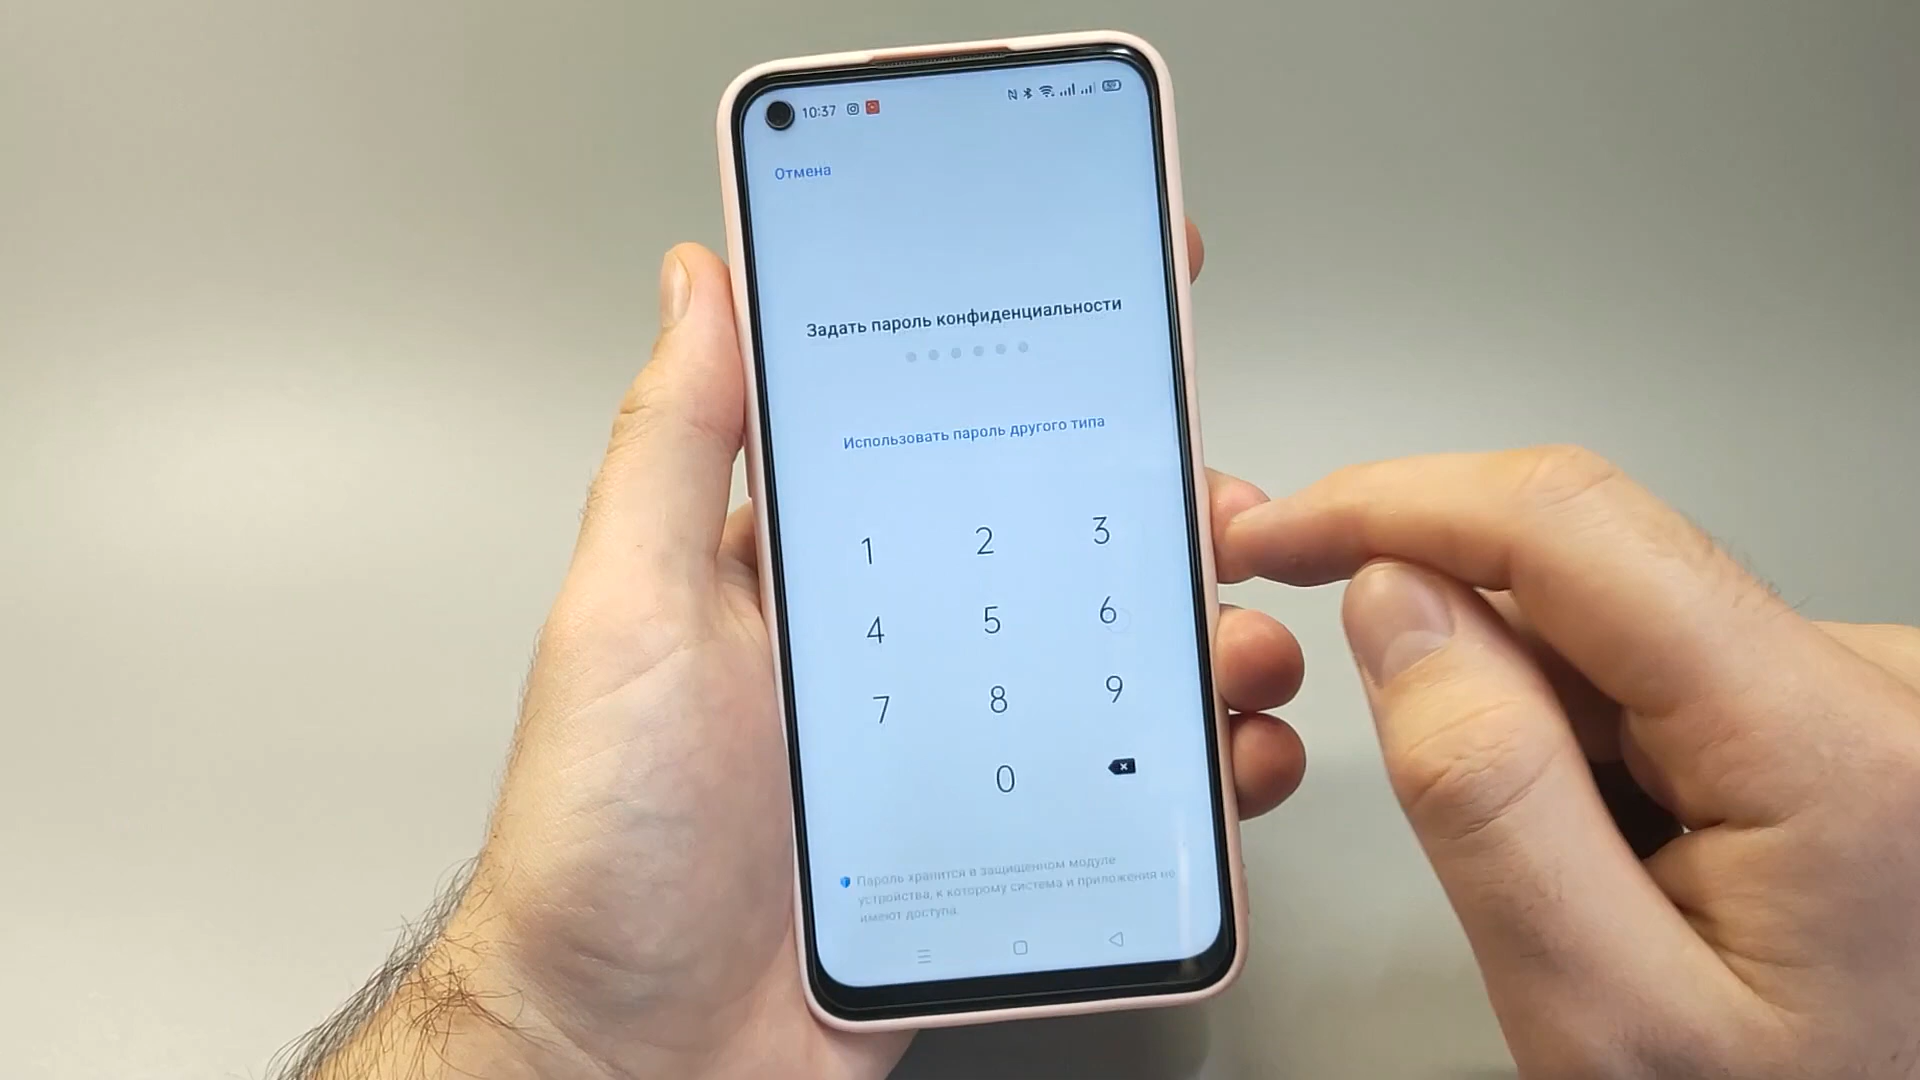 10:37
Отмена
Задать пароль конфиденциальности
Использовать пароль другого типа
1 2 3
4 5 6
7 8 9
0
Пароль хранится в защищенном модуле
устройства, к которому система и приложения не
имеют доступа.